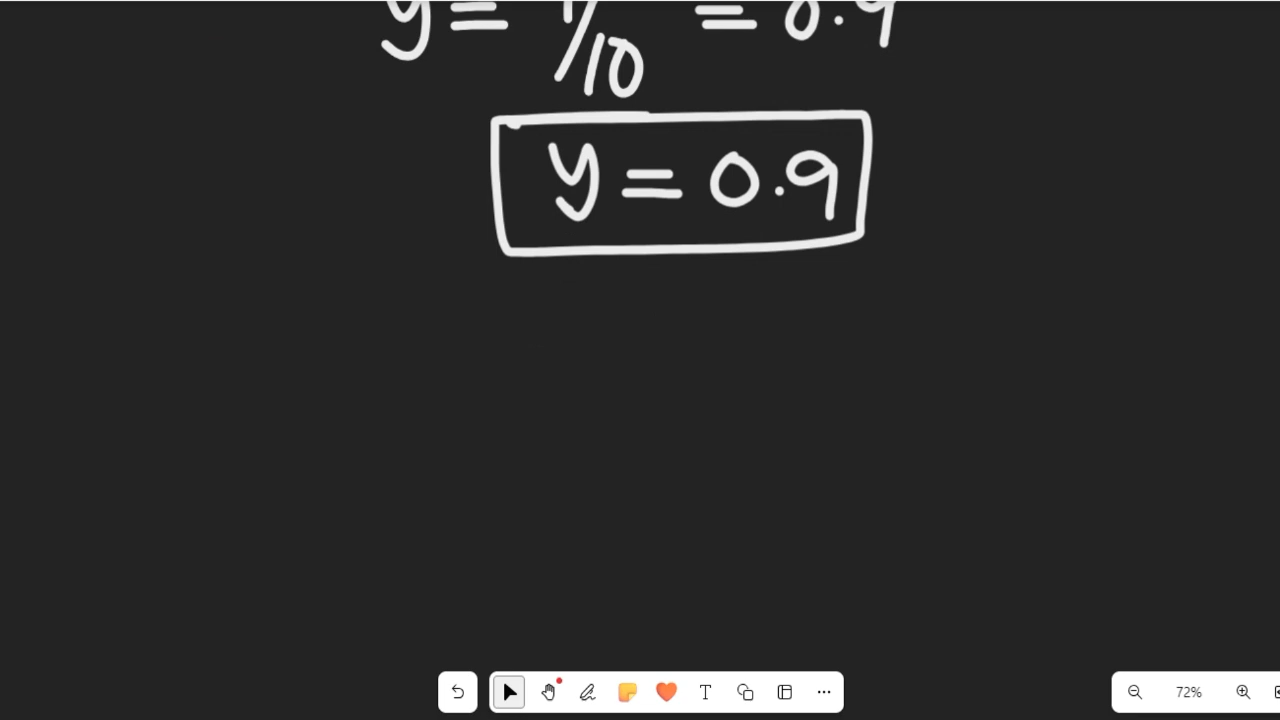 y = 9/10 = 0.9
y = 0.9
T
72%